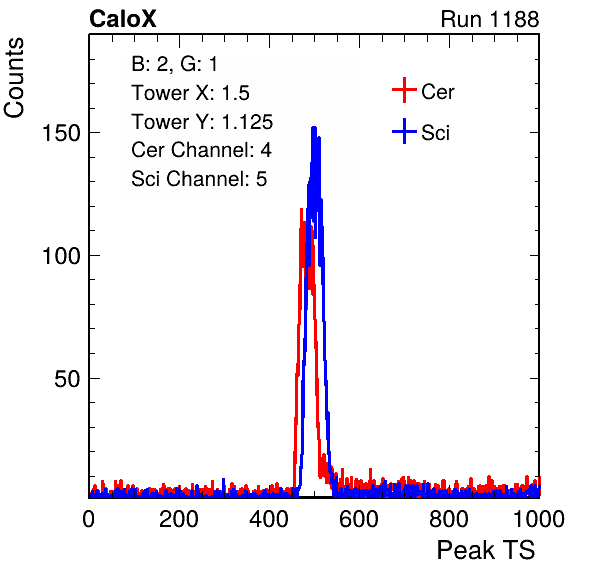 CaloX Run 1188
Counts
B: 2, G: 1
Tower X: 1.5
Tower Y: 1.125
Cer Channel: 4
Sci Channel: 5
Cer
Sci
150
100
50
0 200 400 600 800 1000
Peak TS